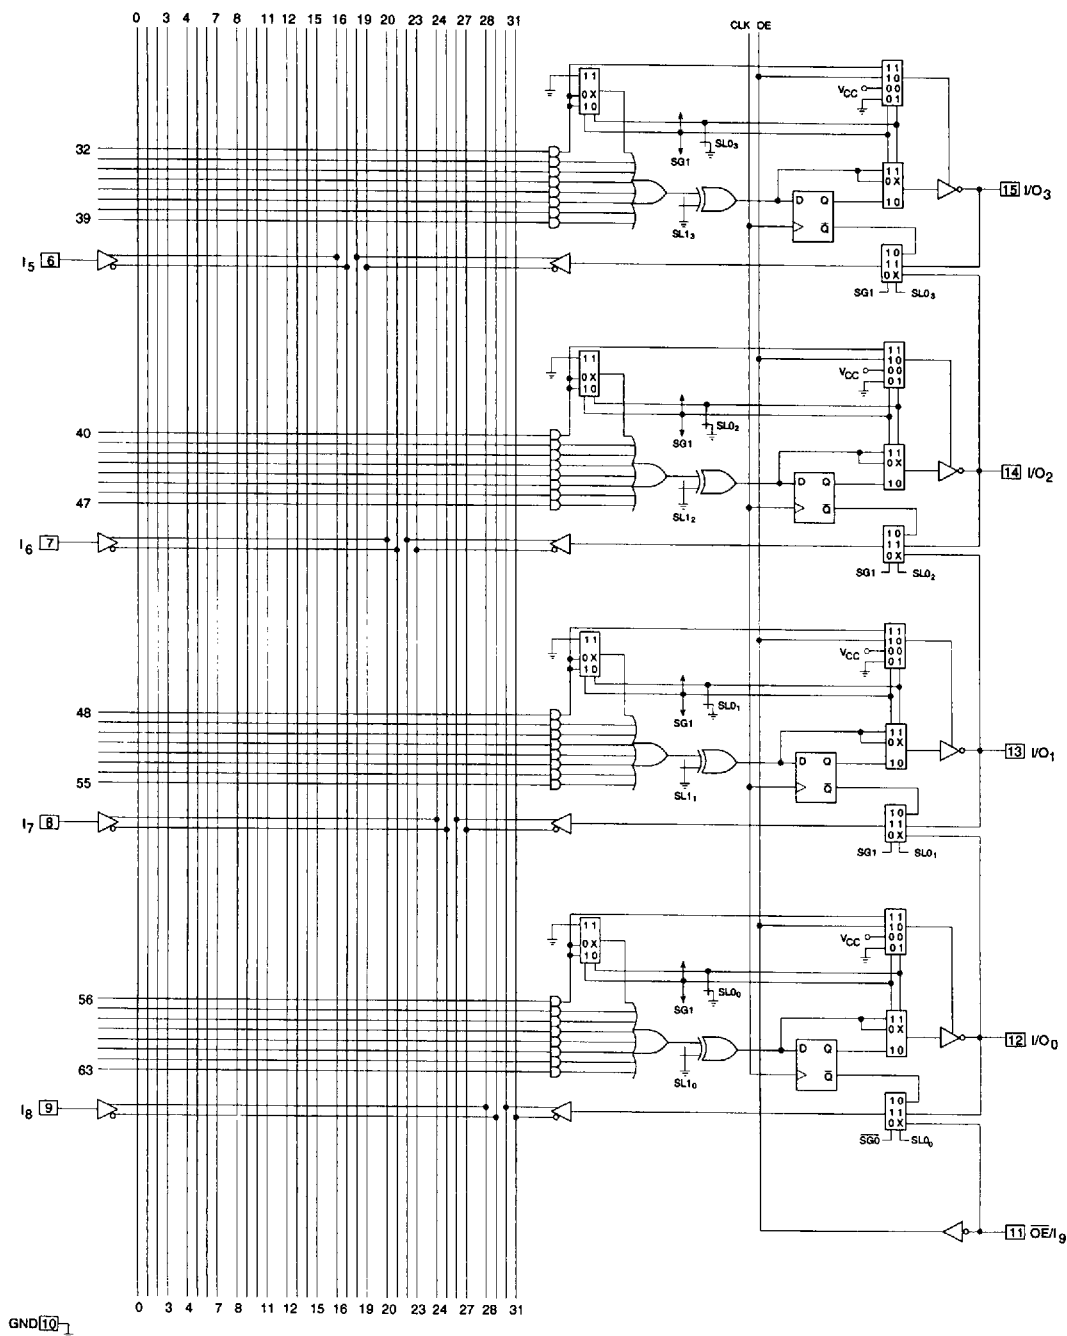 0 3 4 7 8 11 12 15 16 19 20 23 24 27 28 31
CLK OE
11
0X
10
11
10
00
01
VCC
SG1
SL0₃
32
39
SL1₃
D Q
Q̅
11
0X
10
15 I/O₃
I₅ 6
10
11
0X
SG1 SL0₃
11
0X
10
11
10
00
01
VCC
SG1
SL0₂
40
47
SL1₂
D Q
Q̅
11
0X
10
14 I/O₂
I₆ 7
10
11
0X
SG1 SL0₂
11
0X
10
11
10
00
01
VCC
SG1
SL0₁
48
55
SL1₁
D Q
Q̅
11
0X
10
13 I/O₁
I₇ 8
10
11
0X
SG1 SL0₁
11
0X
10
11
10
00
01
VCC
SG1
SL0₀
56
63
SL1₀
D Q
Q̅
11
0X
10
12 I/O₀
I₈ 9
10
11
0X
S̅G̅0̅ SL0₀
11 O̅E̅/I₉
0 3 4 7 8 11 12 15 16 19 20 23 24 27 28 31
GND 10